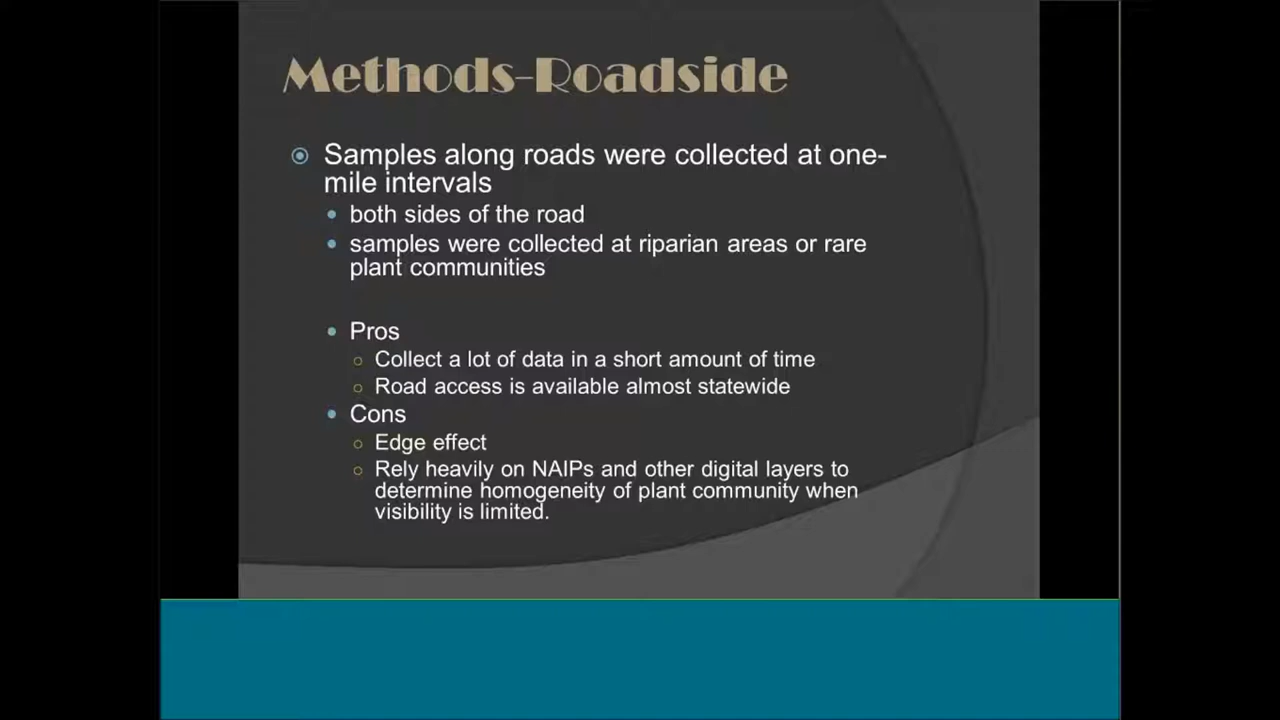 Methods-Roadside
Samples along roads were collected at one-
mile intervals
both sides of the road
samples were collected at riparian areas or rare
plant communities
Pros
Collect a lot of data in a short amount of time
Road access is available almost statewide
Cons
Edge effect
Rely heavily on NAIPs and other digital layers to
determine homogeneity of plant community when
visibility is limited.